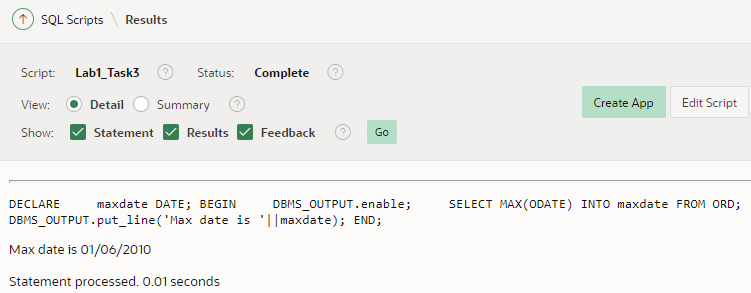 SQL Scripts \ Results
Script: Lab1_Task3 ? Status: Complete ?
View: Detail Summary ?
Create App Edit Script
Show: Statement Results Feedback ? Go
DECLARE     maxdate DATE; BEGIN     DBMS_OUTPUT.enable;     SELECT MAX(ODATE) INTO maxdate FROM ORD;
DBMS_OUTPUT.put_line('Max date is '||maxdate); END;
Max date is 01/06/2010
Statement processed. 0.01 seconds